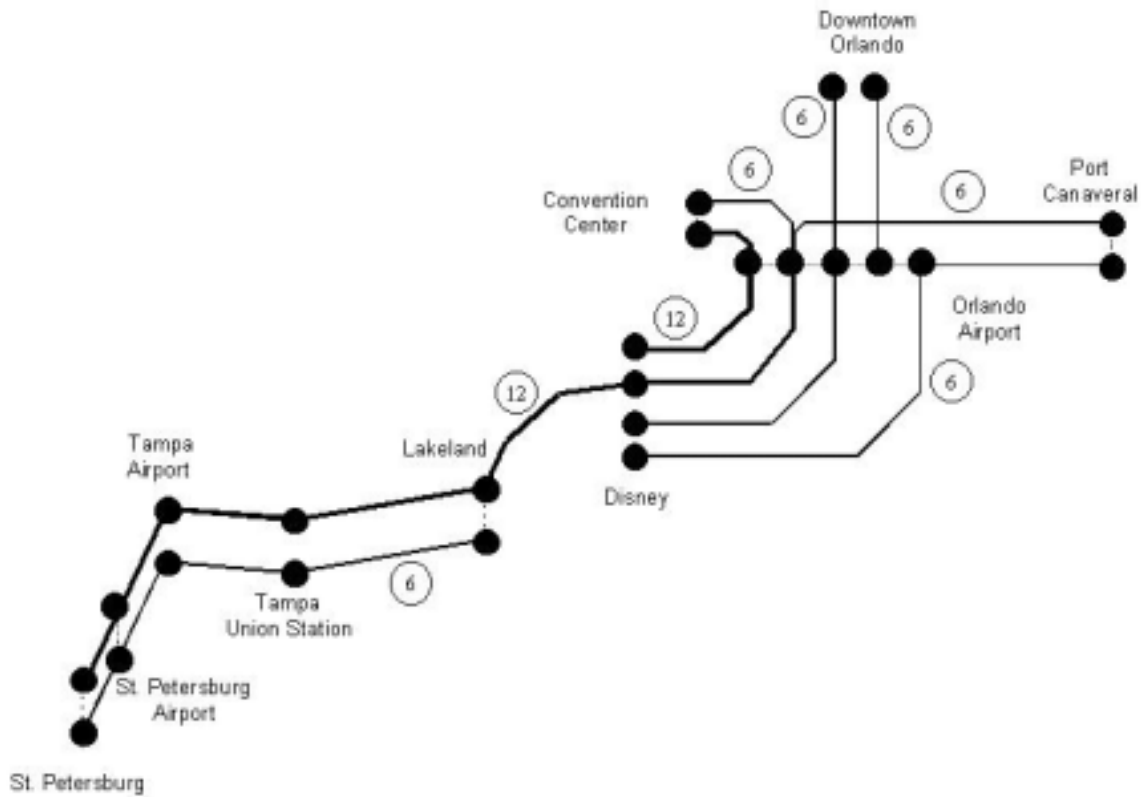 Downtown
Orlando
6
6
6
6
Port
Canaveral
Convention
Center
12
Orlando
Airport
12
6
Tampa
Airport
Lakeland
Disney
6
Tampa
Union Station
St. Petersburg
Airport
St. Petersburg